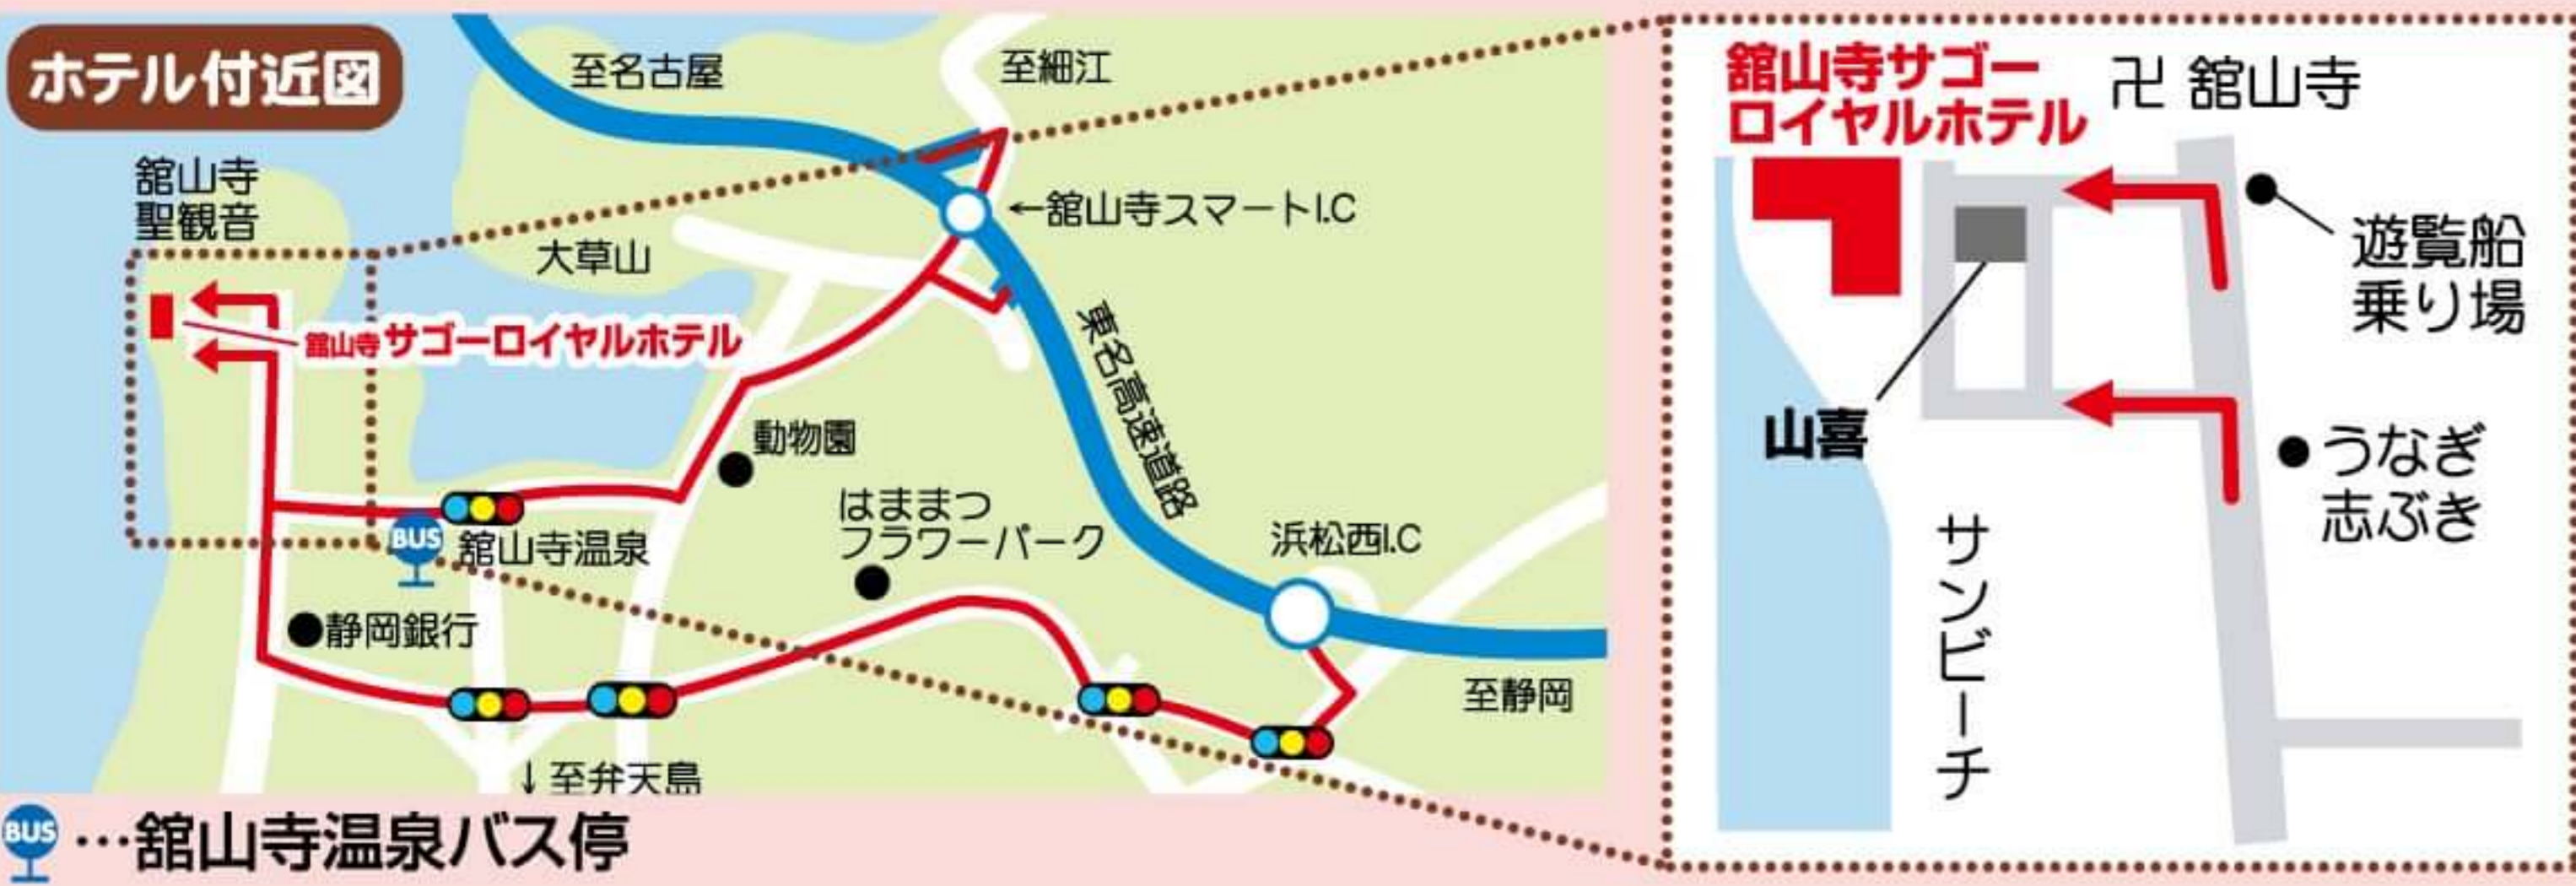 ホテル付近図
至名古屋
至細江
舘山寺
聖観音
←舘山寺スマートI.C
大草山
舘山寺サゴーロイヤルホテル
東名高速道路
動物園
はままつ
フラワーパーク
浜松西I.C
BUS
舘山寺温泉
静岡銀行
至静岡
↓至弁天島
BUS…舘山寺温泉バス停
舘山寺サゴー
ロイヤルホテル
卍 舘山寺
遊覧船
乗り場
山喜
うなぎ
志ぶき
サンビーチ